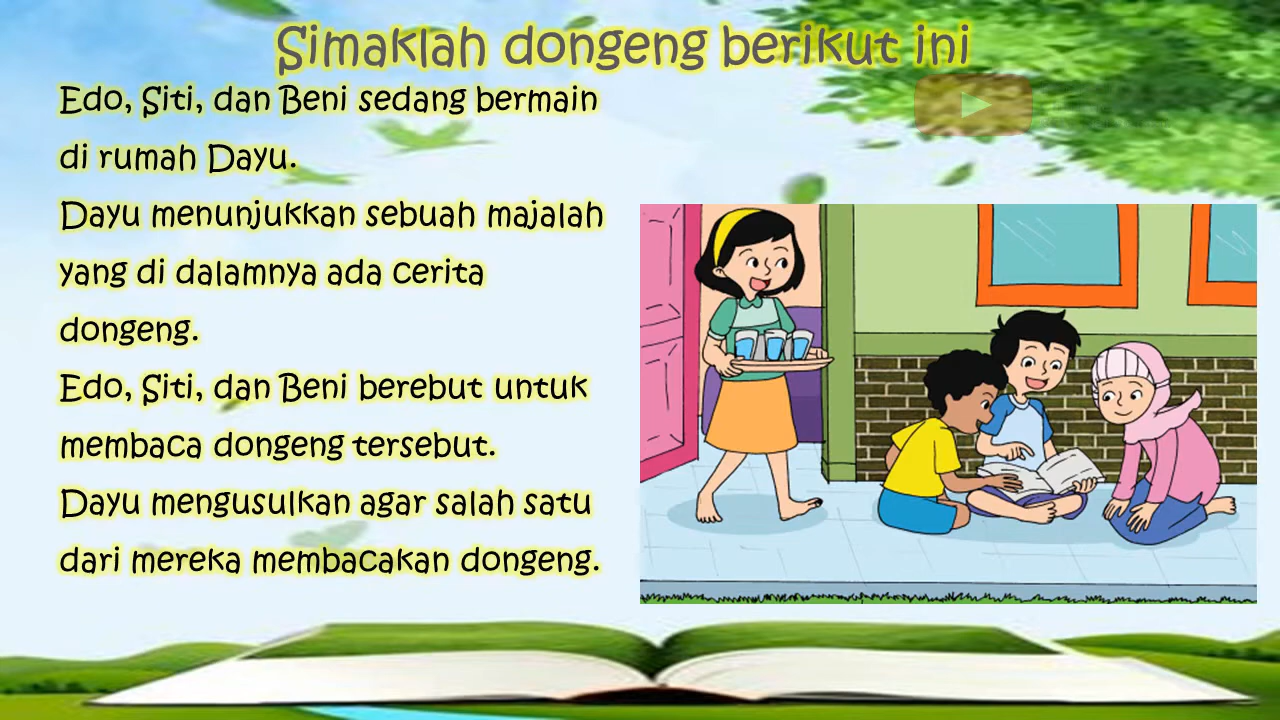 Simaklah dongeng berikut ini
Edo, Siti, dan Beni sedang bermain
di rumah Dayu.
Dayu menunjukkan sebuah majalah
yang di dalamnya ada cerita
dongeng.
Edo, Siti, dan Beni berebut untuk
membaca dongeng tersebut.
Dayu mengusulkan agar salah satu
dari mereka membacakan dongeng.